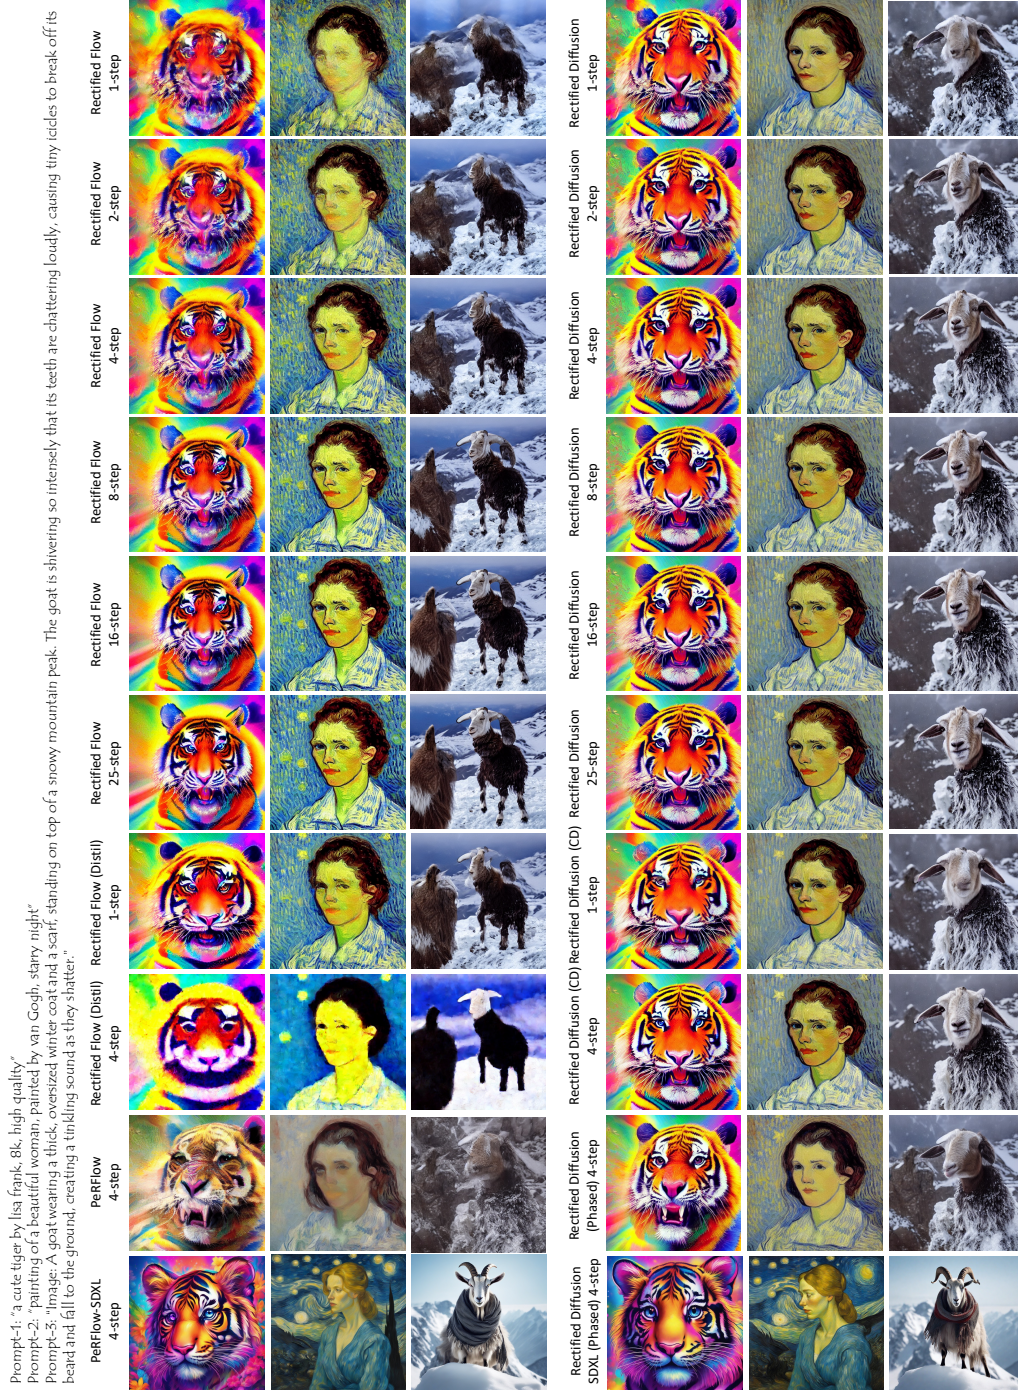 Prompt-1: "a cute tiger by lisa frank, 8k, high quality"
Prompt-2: "painting of a beautiful woman, painted by van Gogh, starry night"
Prompt-3: "Image: A goat wearing a thick, oversized winter coat and a scarf, standing on top of a snowy mountain peak. The goat is shivering so intensely that its teeth are chattering loudly, causing tiny icicles to break off its
beard and fall to the ground, creating a tinkling sound as they shatter."
PeRFlow-SDXL
4-step
PeRFlow
4-step
Rectified Flow (Distil)
4-step
Rectified Flow (Distil)
1-step
Rectified Flow
25-step
Rectified Flow
16-step
Rectified Flow
8-step
Rectified Flow
4-step
Rectified Flow
2-step
Rectified Flow
1-step
Rectified Diffusion
SDXL (Phased) 4-step
Rectified Diffusion
(Phased) 4-step
Rectified Diffusion (CD)
4-step
Rectified Diffusion (CD)
1-step
Rectified Diffusion
25-step
Rectified Diffusion
16-step
Rectified Diffusion
8-step
Rectified Diffusion
4-step
Rectified Diffusion
2-step
Rectified Diffusion
1-step